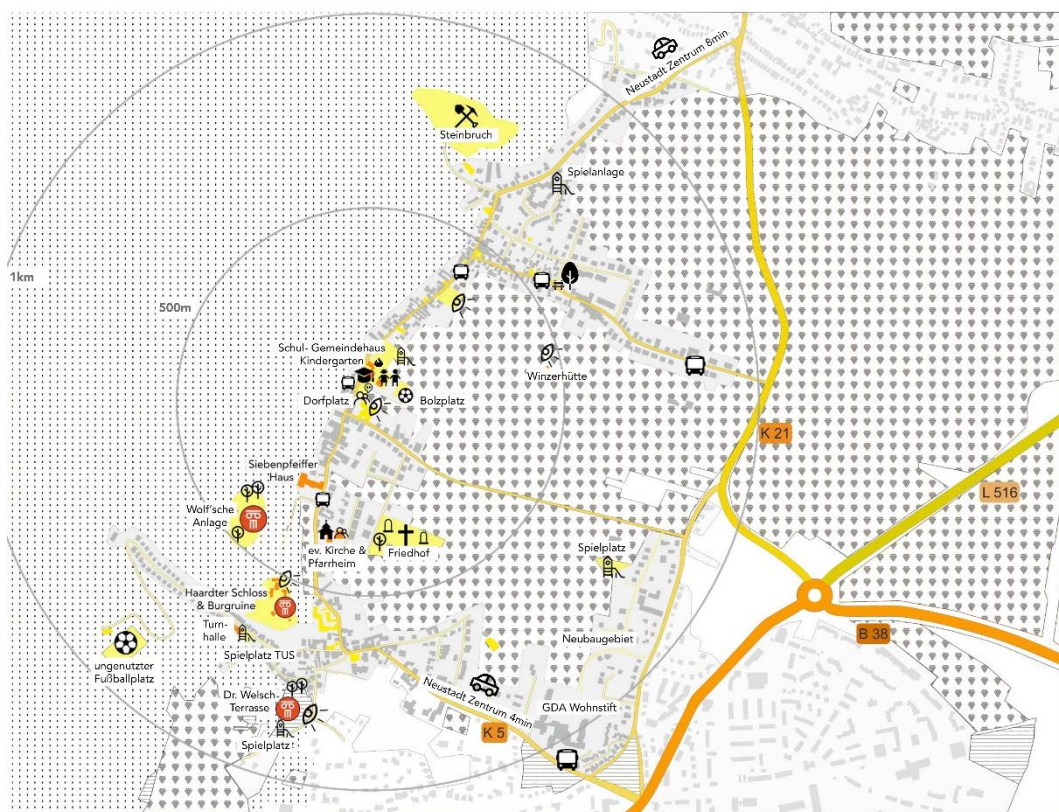 Neustadt Zentrum 8min
Steinbruch
Spielanlage
1km
500m
Schul- Gemeindehaus
Kindergarten
Winzerhütte
Dorfplatz
Bolzplatz
K 21
Siebenpfeiffer
Haus
L 516
Wolf'sche
Anlage
ev. Kirche &
Pfarrheim
Friedhof
Spielplatz
Haardter Schloss
& Burgruine
Turn-
halle
Spielplatz TUS
Neubaugebiet
B 38
ungenutzter
Fußballplatz
Dr. Welsch-
Terrasse
Spielplatz
Neustadt Zentrum 4min
GDA Wohnstift
K 5